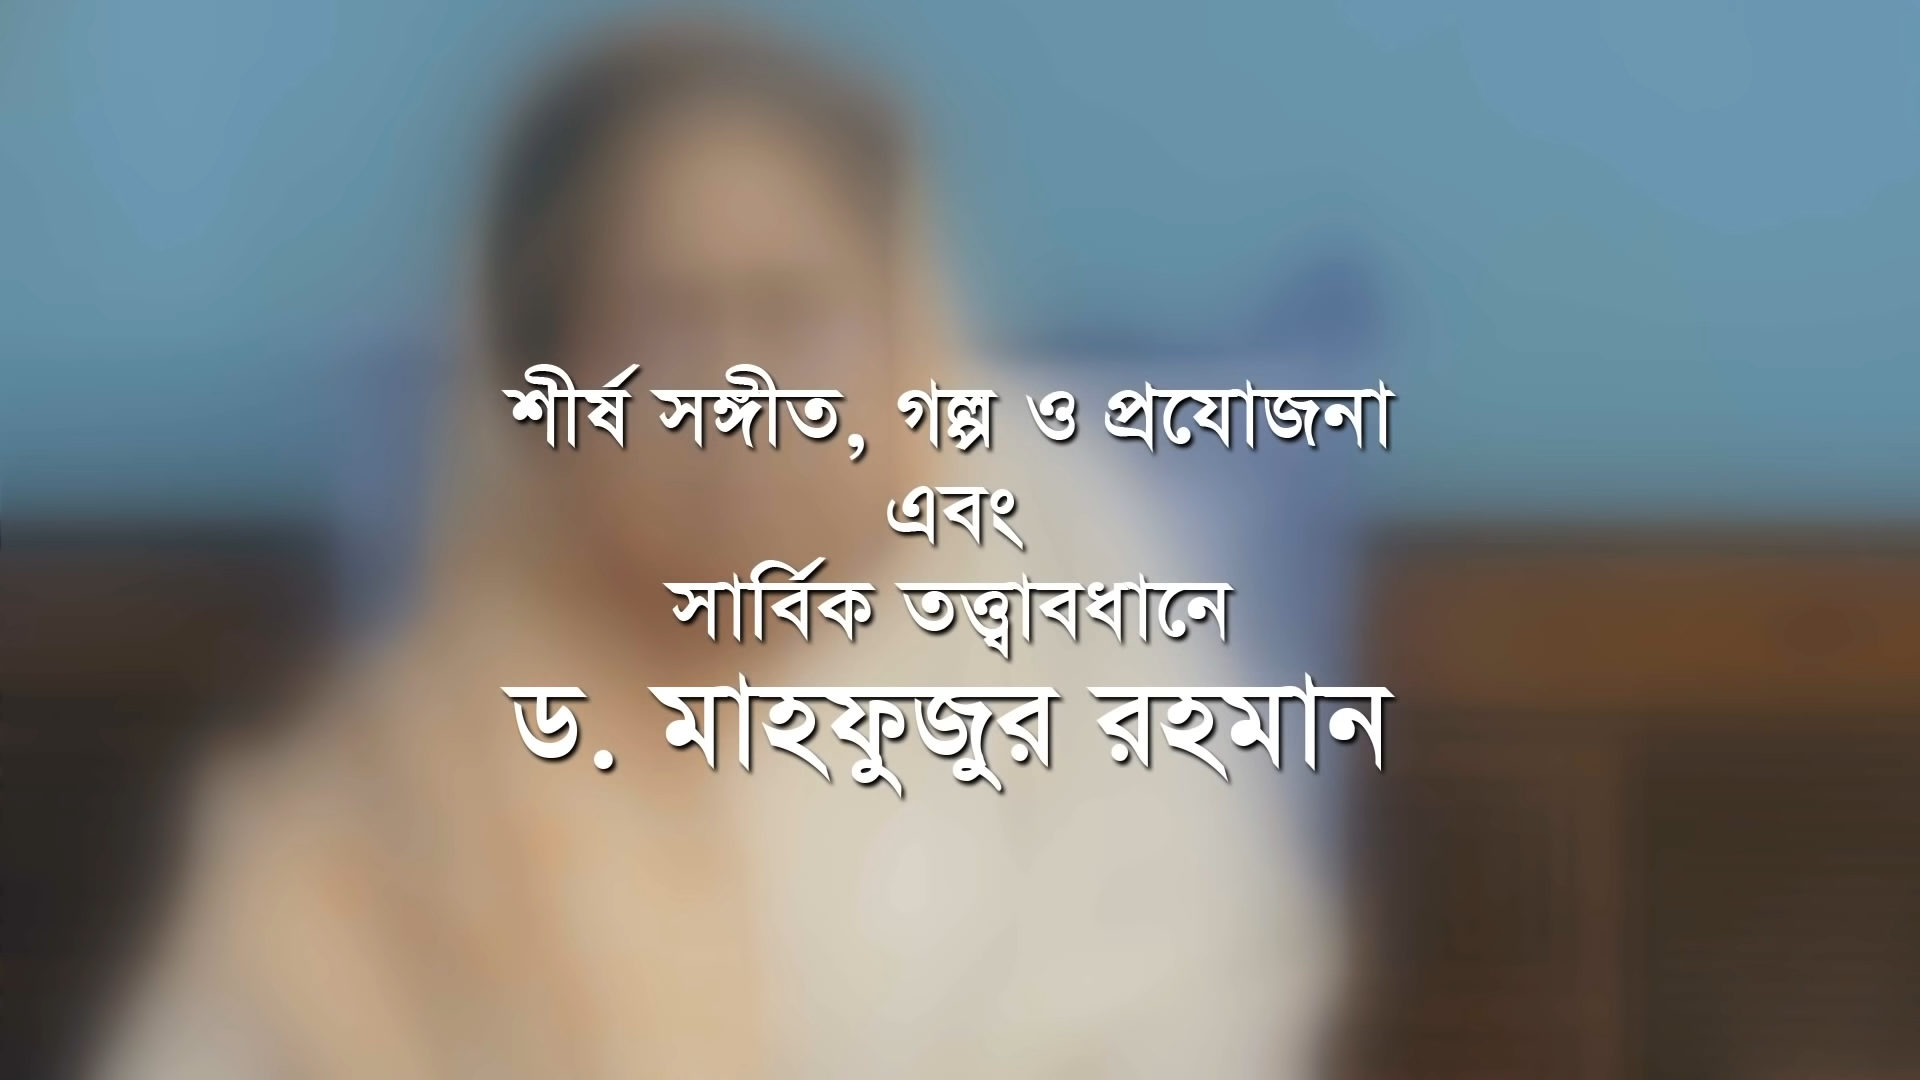 শীর্ষ সঙ্গীত, গল্প ও প্রযোজনা
এবং
সার্বিক তত্ত্বাবধানে
ড. মাহফুজুর রহমান